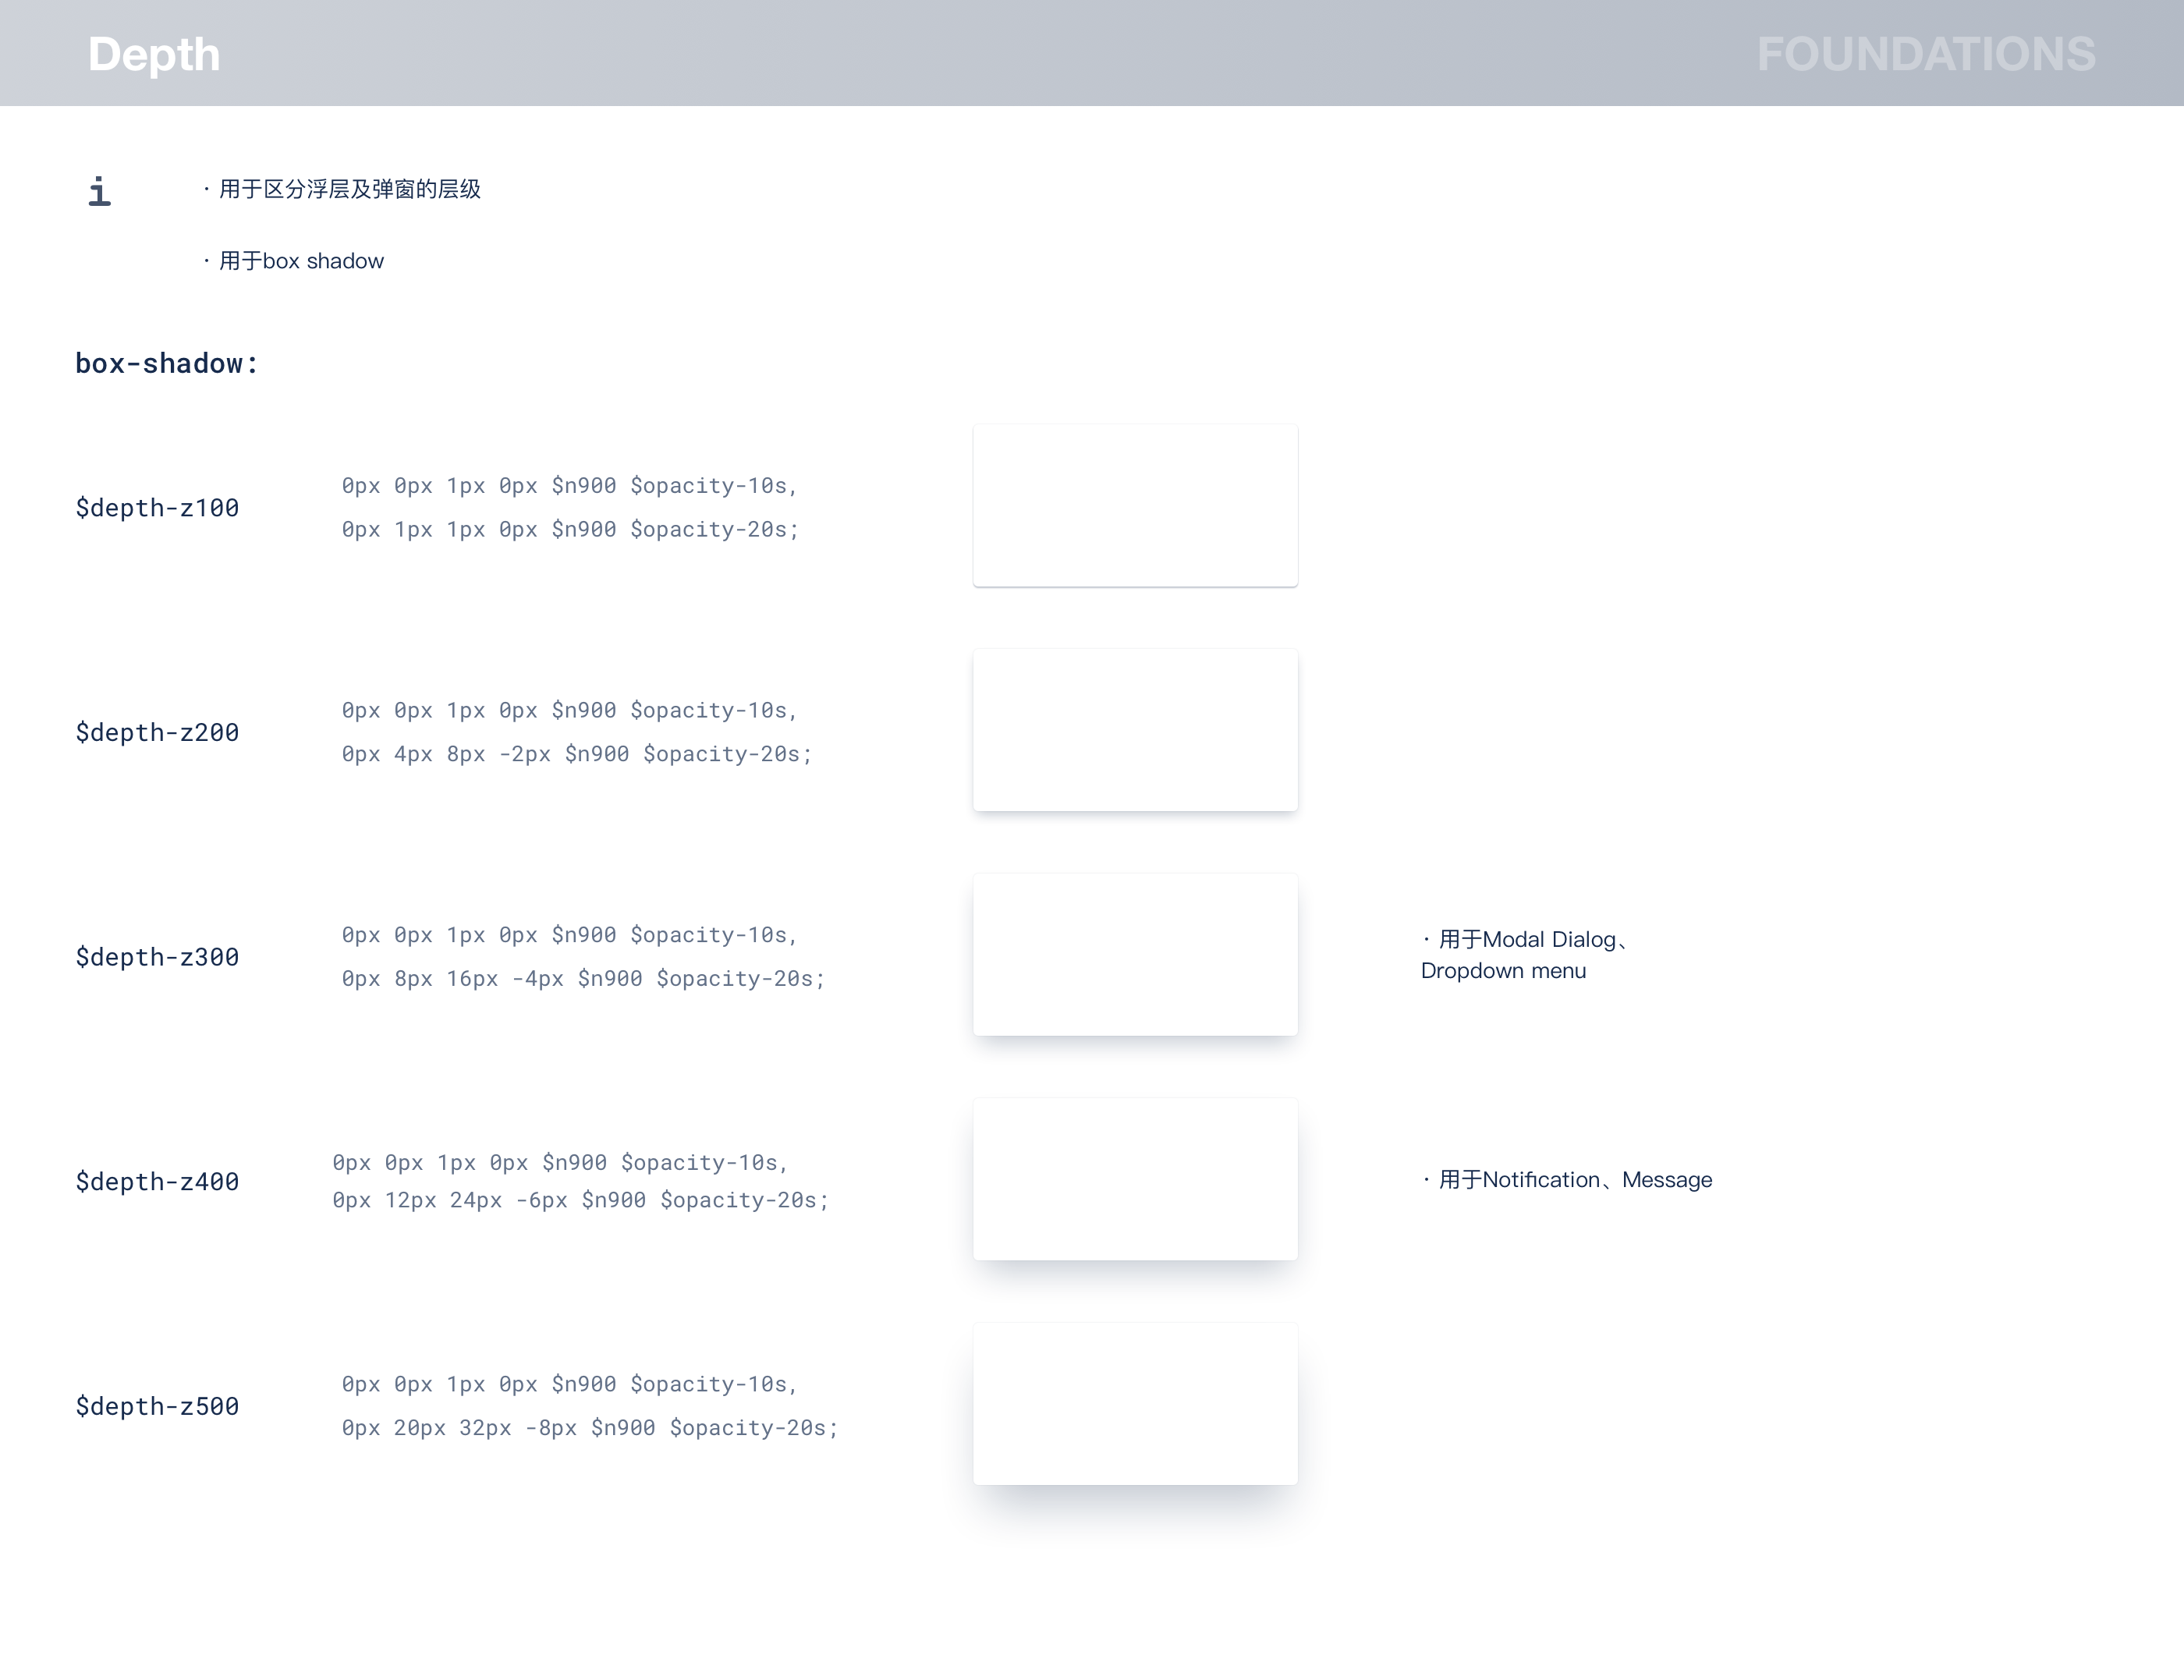 Depth
FOUNDATIONS
i
· 用于区分浮层及弹窗的层级
· 用于box shadow
box-shadow:
$depth-z100
0px 0px 1px 0px $n900 $opacity-10s,
0px 1px 1px 0px $n900 $opacity-20s;
$depth-z200
0px 0px 1px 0px $n900 $opacity-10s,
0px 4px 8px -2px $n900 $opacity-20s;
$depth-z300
0px 0px 1px 0px $n900 $opacity-10s,
0px 8px 16px -4px $n900 $opacity-20s;
· 用于Modal Dialog、
Dropdown menu
$depth-z400
0px 0px 1px 0px $n900 $opacity-10s,
0px 12px 24px -6px $n900 $opacity-20s;
· 用于Notification、Message
$depth-z500
0px 0px 1px 0px $n900 $opacity-10s,
0px 20px 32px -8px $n900 $opacity-20s;